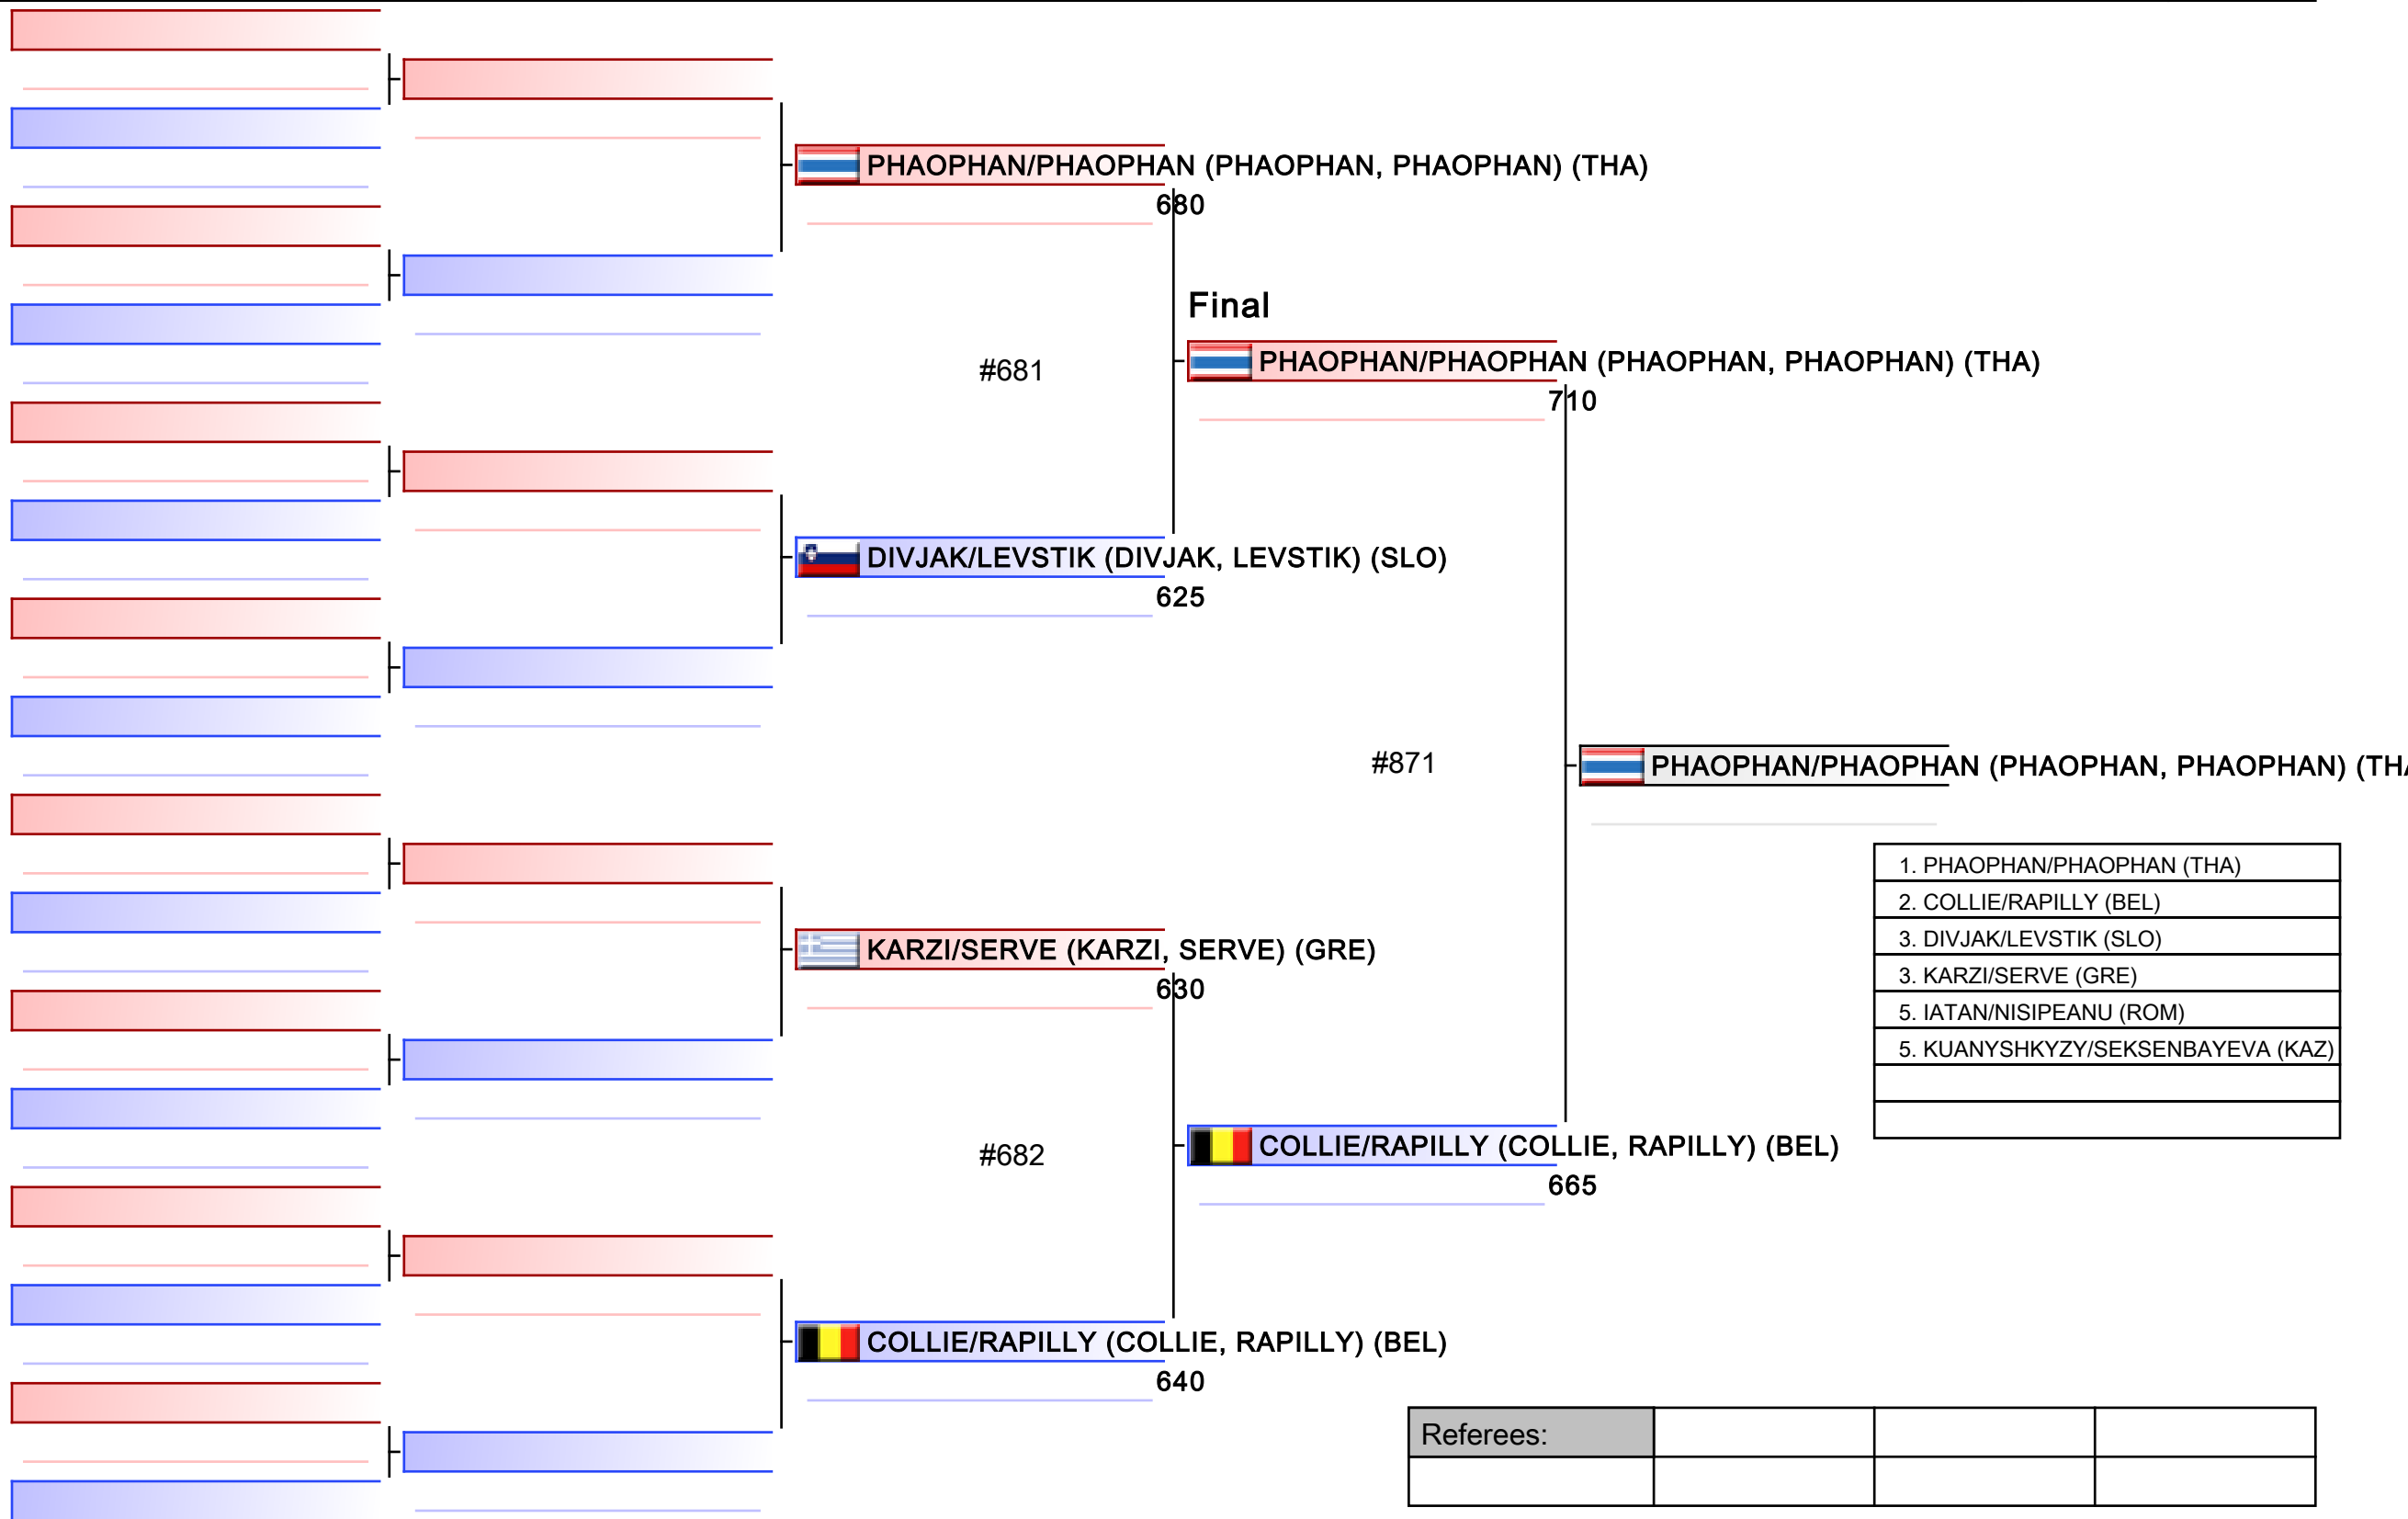 PHAOPHAN/PHAOPHAN (PHAOPHAN, PHAOPHAN) (THA)
680
Final
#681
PHAOPHAN/PHAOPHAN (PHAOPHAN, PHAOPHAN) (THA)
710
DIVJAK/LEVSTIK (DIVJAK, LEVSTIK) (SLO)
625
#871
PHAOPHAN/PHAOPHAN (PHAOPHAN, PHAOPHAN) (THA
1. PHAOPHAN/PHAOPHAN (THA)
2. COLLIE/RAPILLY (BEL)
3. DIVJAK/LEVSTIK (SLO)
3. KARZI/SERVE (GRE)
5. IATAN/NISIPEANU (ROM)
5. KUANYSHKYZY/SEKSENBAYEVA (KAZ)
KARZI/SERVE (KARZI, SERVE) (GRE)
630
#682
COLLIE/RAPILLY (COLLIE, RAPILLY) (BEL)
665
COLLIE/RAPILLY (COLLIE, RAPILLY) (BEL)
640
Referees: